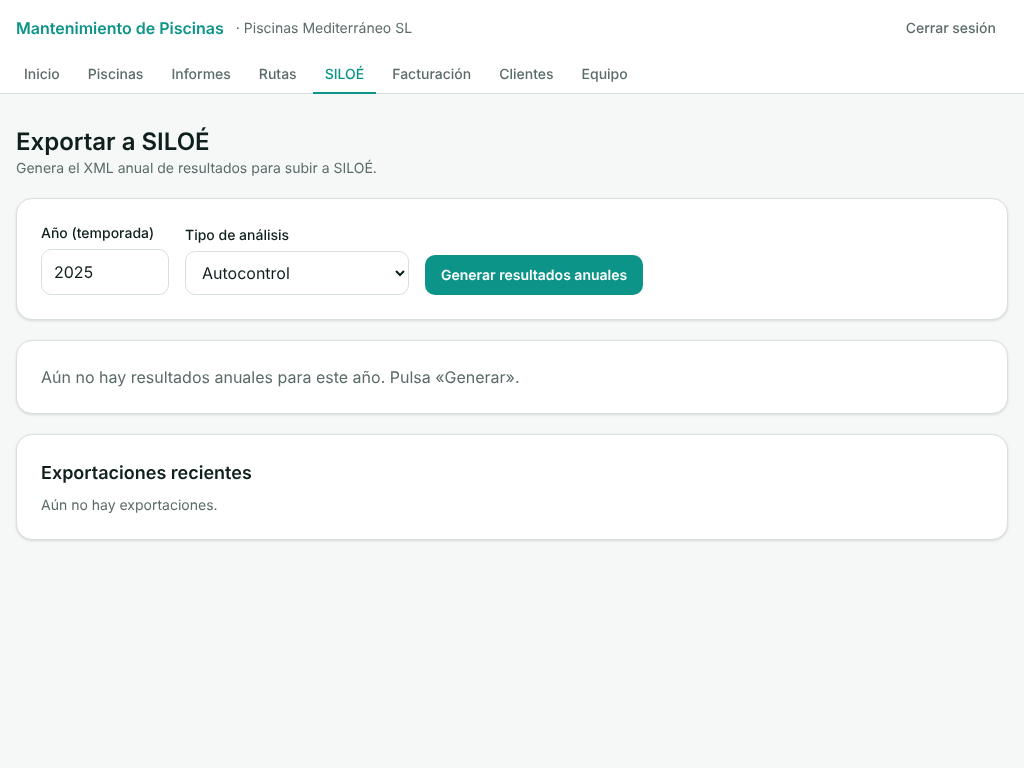 Mantenimiento de Piscinas · Piscinas Mediterráneo SL Cerrar sesión
Inicio Piscinas Informes Rutas SILOÉ Facturación Clientes Equipo
Exportar a SILOÉ
Genera el XML anual de resultados para subir a SILOÉ.
Año (temporada) Tipo de análisis
2025 Autocontrol Generar resultados anuales
Aún no hay resultados anuales para este año. Pulsa «Generar».
Exportaciones recientes
Aún no hay exportaciones.